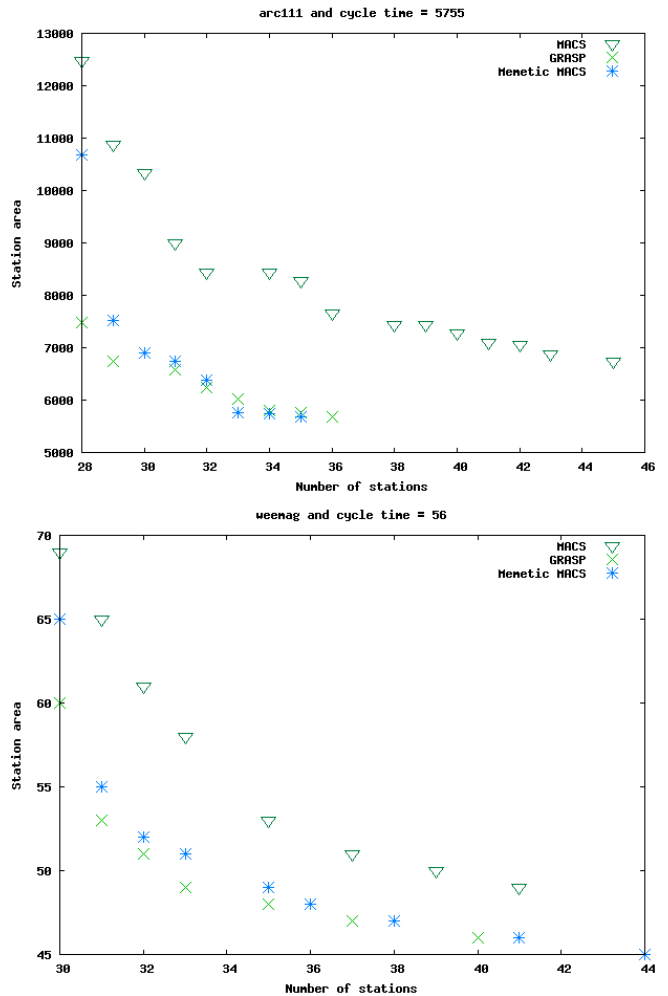 arc111 and cycle time = 5755
13000
12000
11000
10000
9000
8000
7000
6000
5000
Station area
MACS
GRASP
Memetic MACS
28 30 32 34 36 38 40 42 44 46
Number of stations
weemag and cycle time = 56
70
65
60
55
50
45
Station area
MACS
GRASP
Memetic MACS
30 32 34 36 38 40 42 44
Number of stations